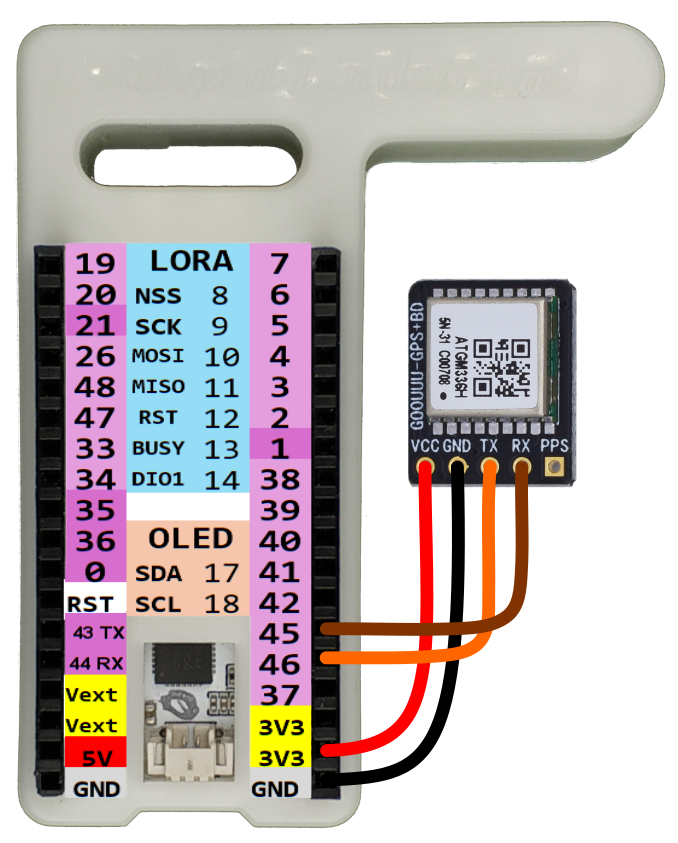 19 LORA 7
20 NSS 8 6
21 SCK 9 5
26 MOSI 10 4
48 MISO 11 3
47 RST 12 2
33 BUSY 13 1
34 DIO1 14 38
35 39
36 OLED 40
0 SDA 17 41
RST SCL 18 42
43 TX 45
44 RX 46
Vext 37
Vext 3V3
5V 3V3
GND GND
GOOUUU-GPS+BD
ATGM336H
5N-31 C00708
VCC GND TX RX PPS